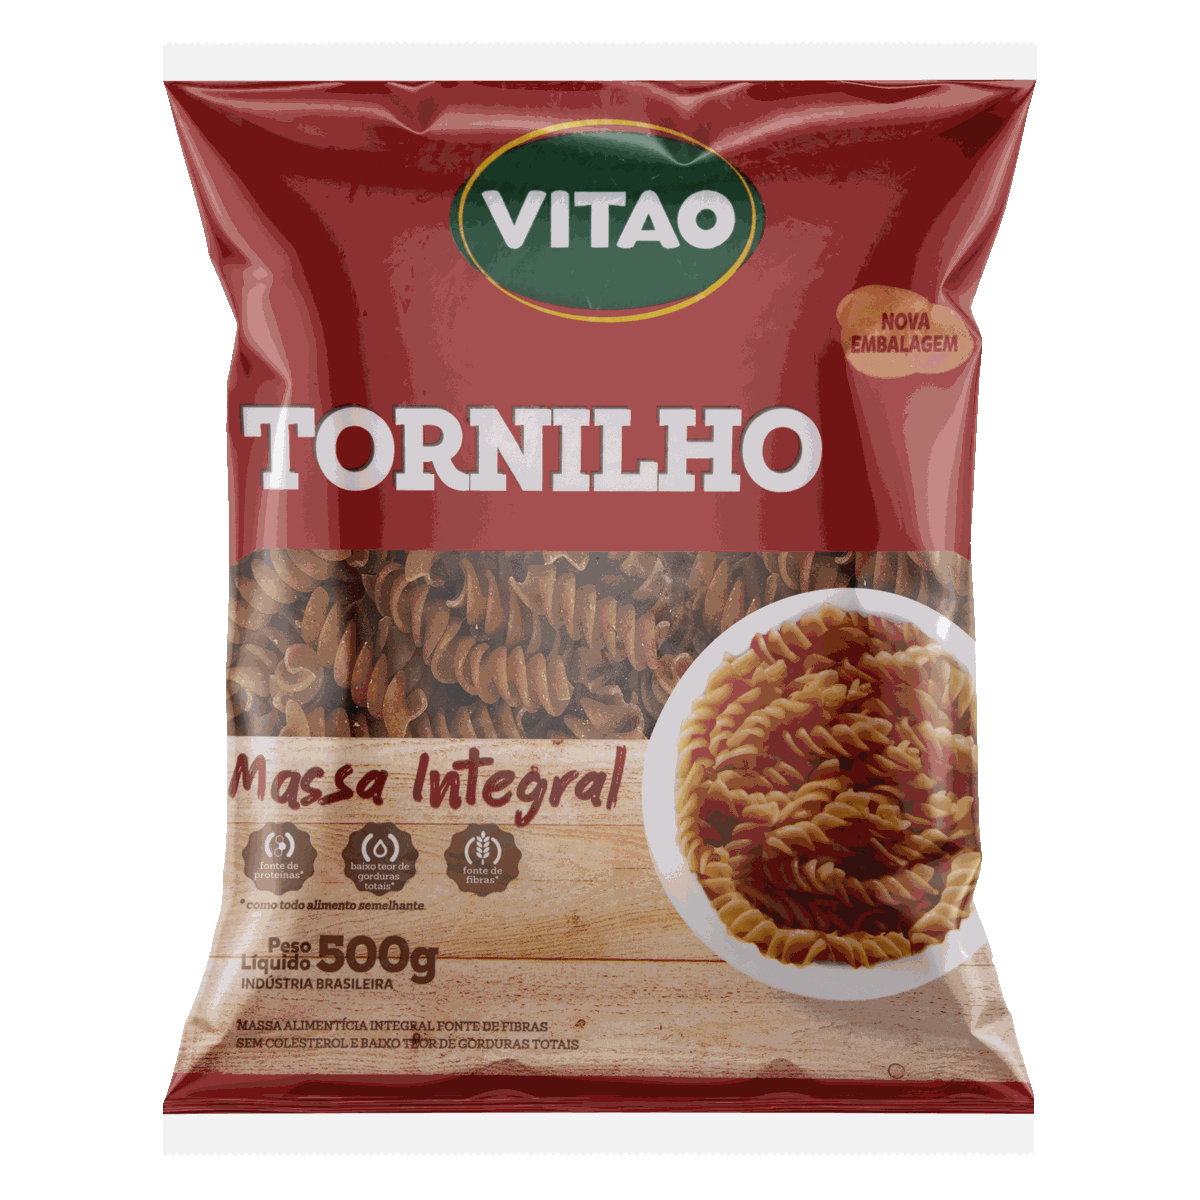 VITAO
NOVA
EMBALAGEM
TORNILHO
Massa Integral
fonte de
proteínas*
baixo teor de
gorduras
totais*
fonte de
fibras*
* como todo alimento semelhante
Peso
Líquido 500g
INDÚSTRIA BRASILEIRA
MASSA ALIMENTÍCIA INTEGRAL FONTE DE FIBRAS
SEM COLESTEROL E BAIXO TEOR DE GORDURAS TOTAIS